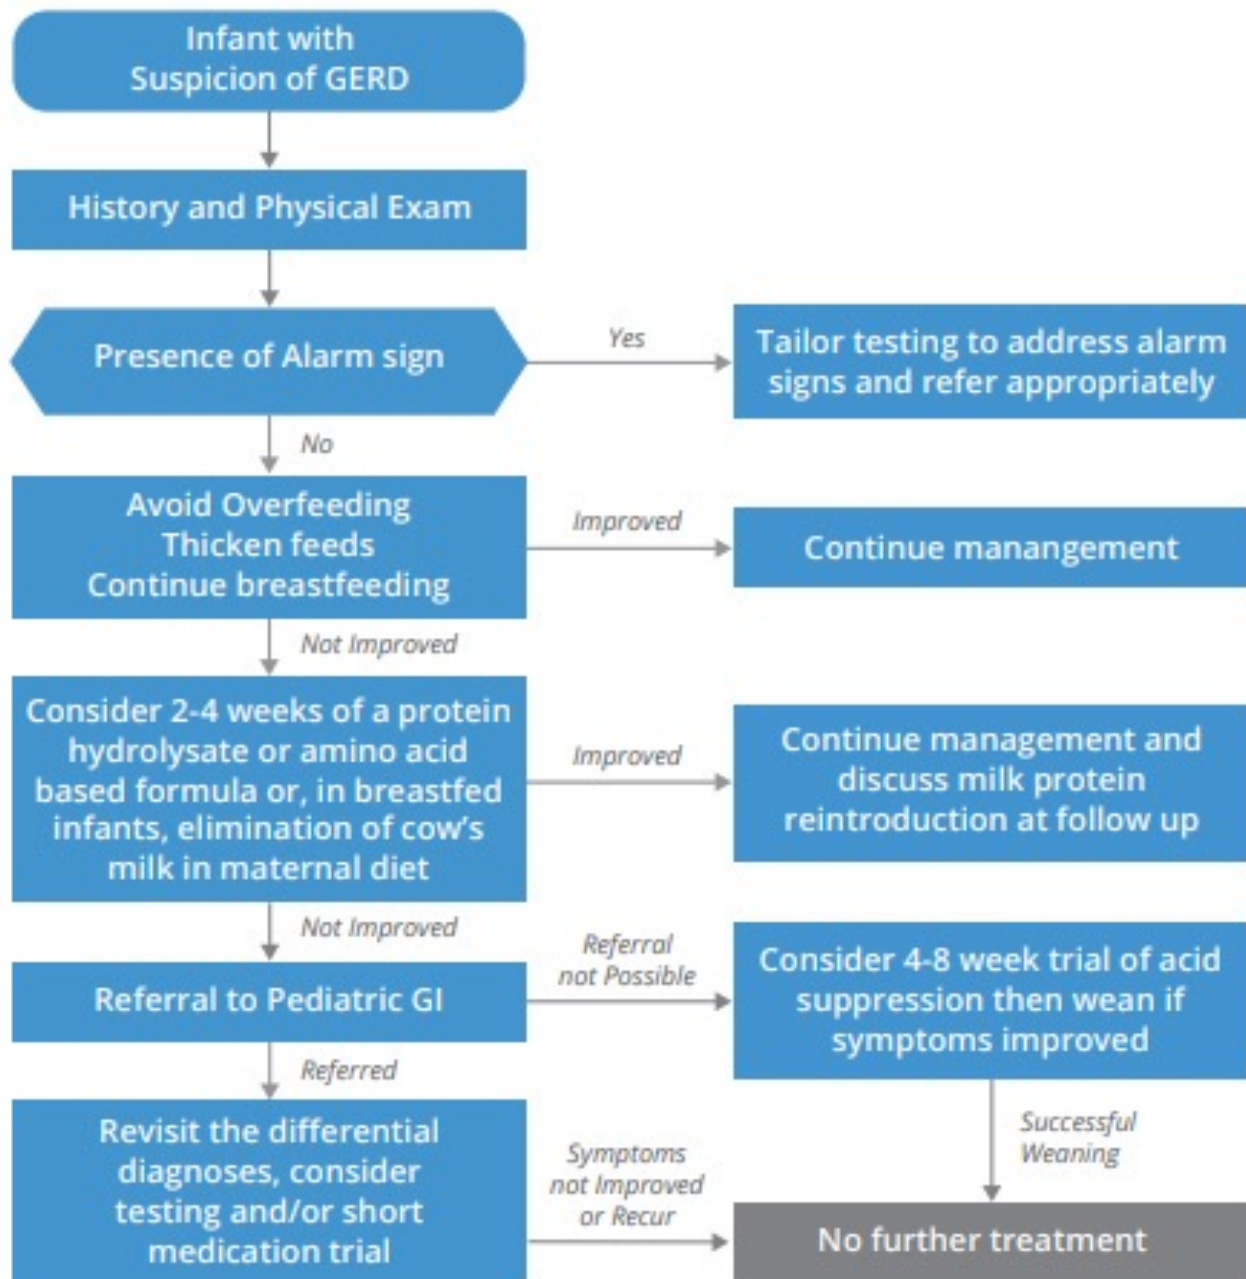 Infant with
Suspicion of GERD
History and Physical Exam
Presence of Alarm sign
Yes
Tailor testing to address alarm
signs and refer appropriately
No
Avoid Overfeeding
Thicken feeds
Continue breastfeeding
Improved
Continue manangement
Not Improved
Consider 2-4 weeks of a protein
hydrolysate or amino acid
based formula or, in breastfed
infants, elimination of cow's
milk in maternal diet
Improved
Continue management and
discuss milk protein
reintroduction at follow up
Not Improved
Referral to Pediatric GI
Referral
not Possible
Consider 4-8 week trial of acid
suppression then wean if
symptoms improved
Referred
Successful
Weaning
Revisit the differential
diagnoses, consider
testing and/or short
medication trial
Symptoms
not Improved
or Recur
No further treatment